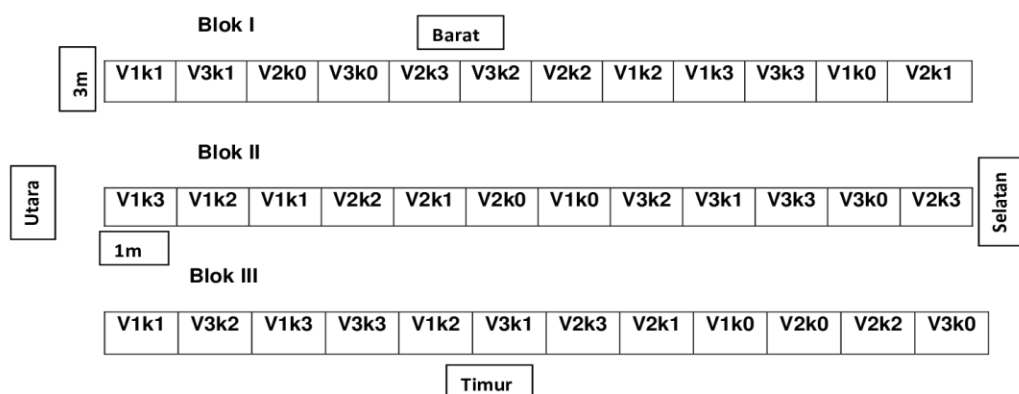 Blok I
Barat
3m
V1k1 V3k1 V2k0 V3k0 V2k3 V3k2 V2k2 V1k2 V1k3 V3k3 V1k0 V2k1
Blok II
Utara
Selatan
V1k3 V1k2 V1k1 V2k2 V2k1 V2k0 V1k0 V3k2 V3k1 V3k3 V3k0 V2k3
1m
Blok III
V1k1 V3k2 V1k3 V3k3 V1k2 V3k1 V2k3 V2k1 V1k0 V2k0 V2k2 V3k0
Timur